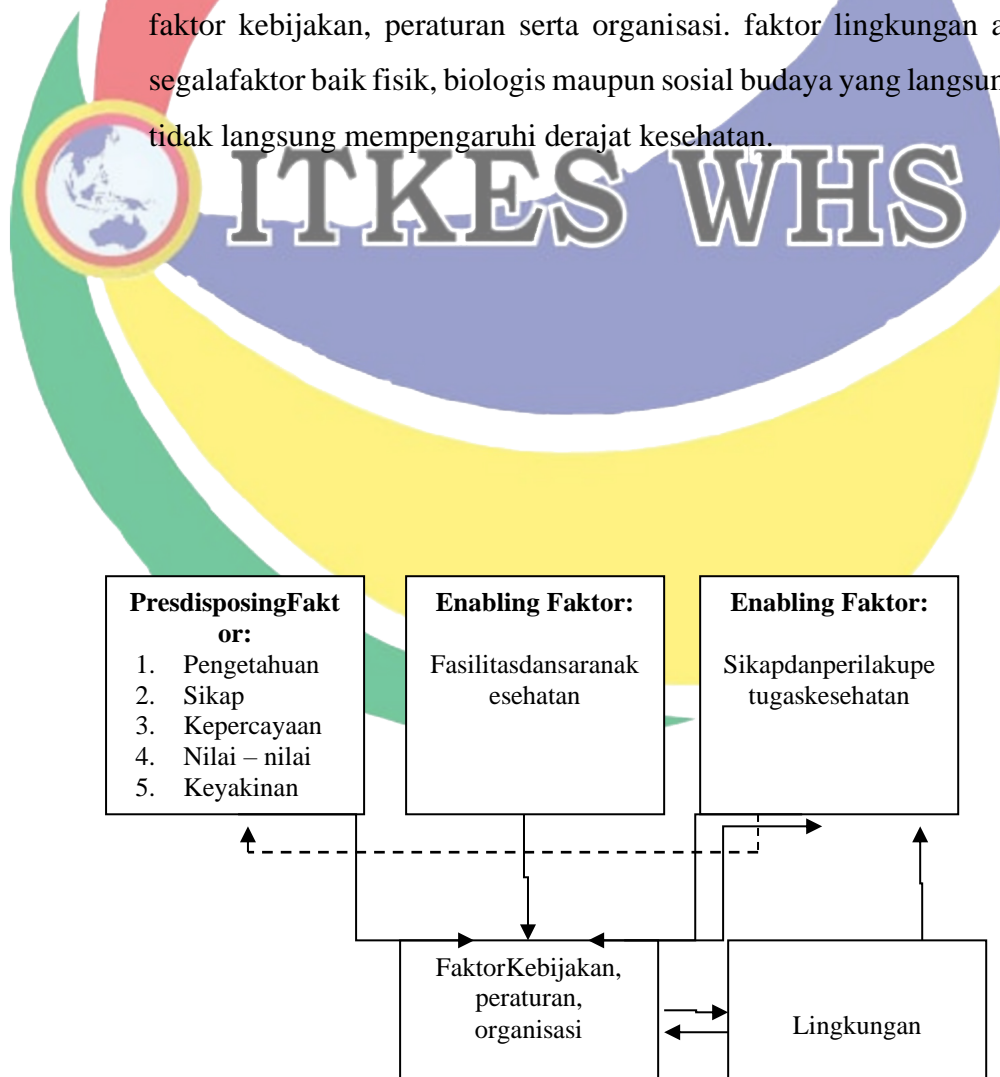 faktor kebijakan, peraturan serta organisasi. faktor lingkungan a
segalafaktor baik fisik, biologis maupun sosial budaya yang langsun
tidak langsung mempengaruhi derajat kesehatan.
ITKES WHS
PresdisposingFakt
or:
1. Pengetahuan
2. Sikap
3. Kepercayaan
4. Nilai – nilai
5. Keyakinan
Enabling Faktor:
Fasilitasdansaranak
esehatan
Enabling Faktor:
Sikapdanperilakupe
tugaskesehatan
FaktorKebijakan,
peraturan,
organisasi
Lingkungan